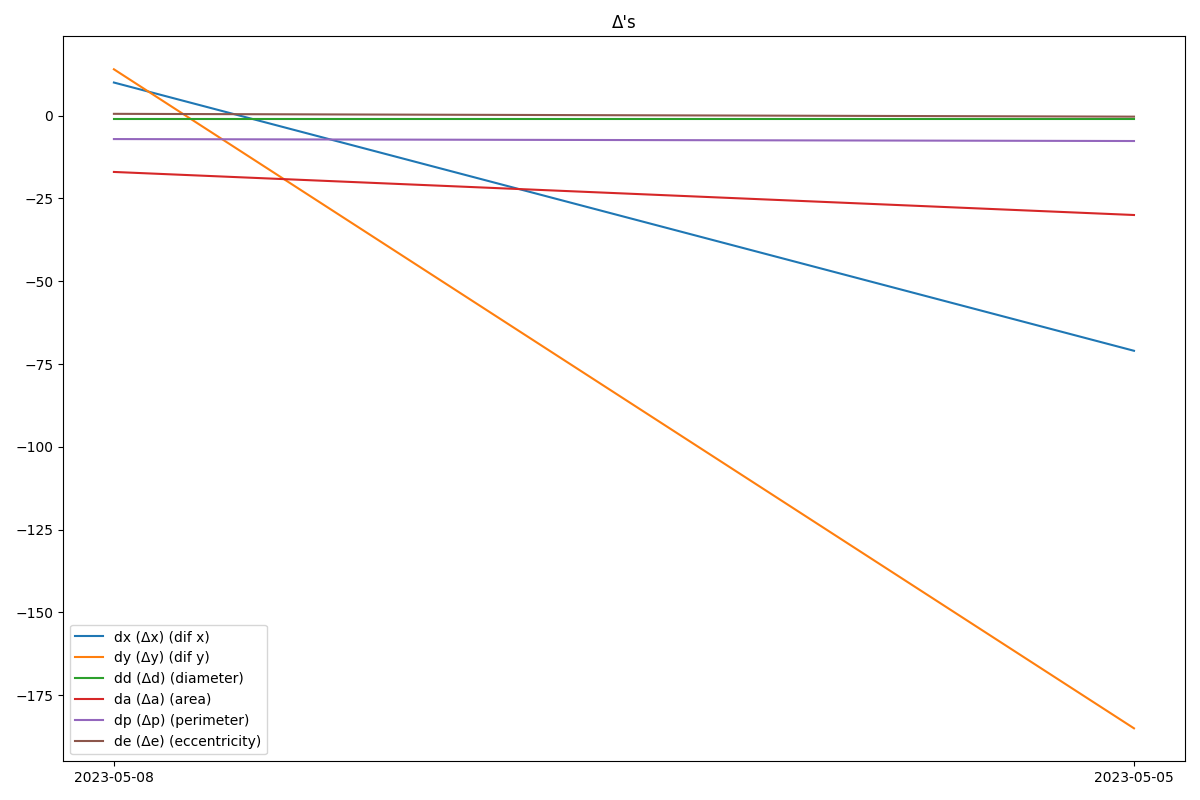 Δ's
0
−25
−50
−75
−100
−125
−150
−175
dx (Δx) (dif x)
dy (Δy) (dif y)
dd (Δd) (diameter)
da (Δa) (area)
dp (Δp) (perimeter)
de (Δe) (eccentricity)
2023-05-08
2023-05-05